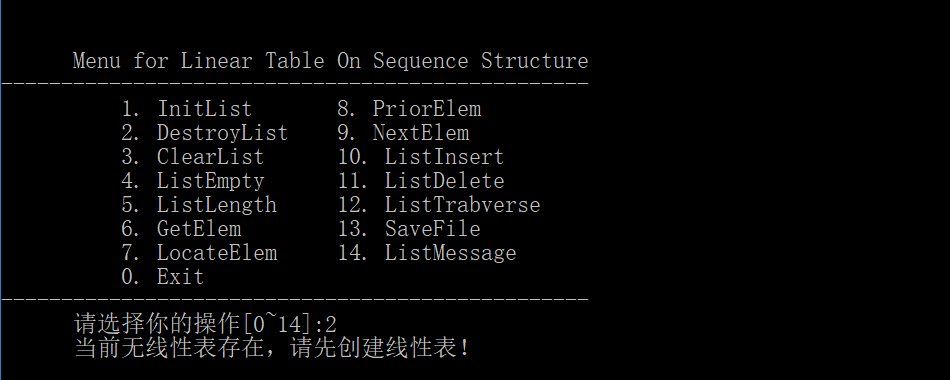 Menu for Linear Table On Sequence Structure
-------------------------------------------------
1. InitList 8. PriorElem
2. DestroyList 9. NextElem
3. ClearList 10. ListInsert
4. ListEmpty 11. ListDelete
5. ListLength 12. ListTrabverse
6. GetElem 13. SaveFile
7. LocateElem 14. ListMessage
0. Exit
-------------------------------------------------
请选择你的操作[0~14]:2
当前无线性表存在，请先创建线性表！